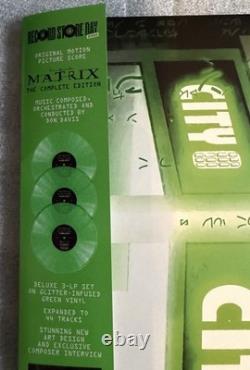 RECORD STORE DAY
ORIGINAL MOTION
PICTURE SCORE
THE MATRIX
THE COMPLETE EDITION
MUSIC COMPOSED,
ORCHESTRATED AND
CONDUCTED BY
DON DAVIS
DELUXE 3-LP SET
ON GLITTER-INFUSED
GREEN VINYL
EXPANDED TO
44 TRACKS
STUNNING NEW
ART DESIGN
AND EXCLUSIVE
COMPOSER INTERVIEW
CITY